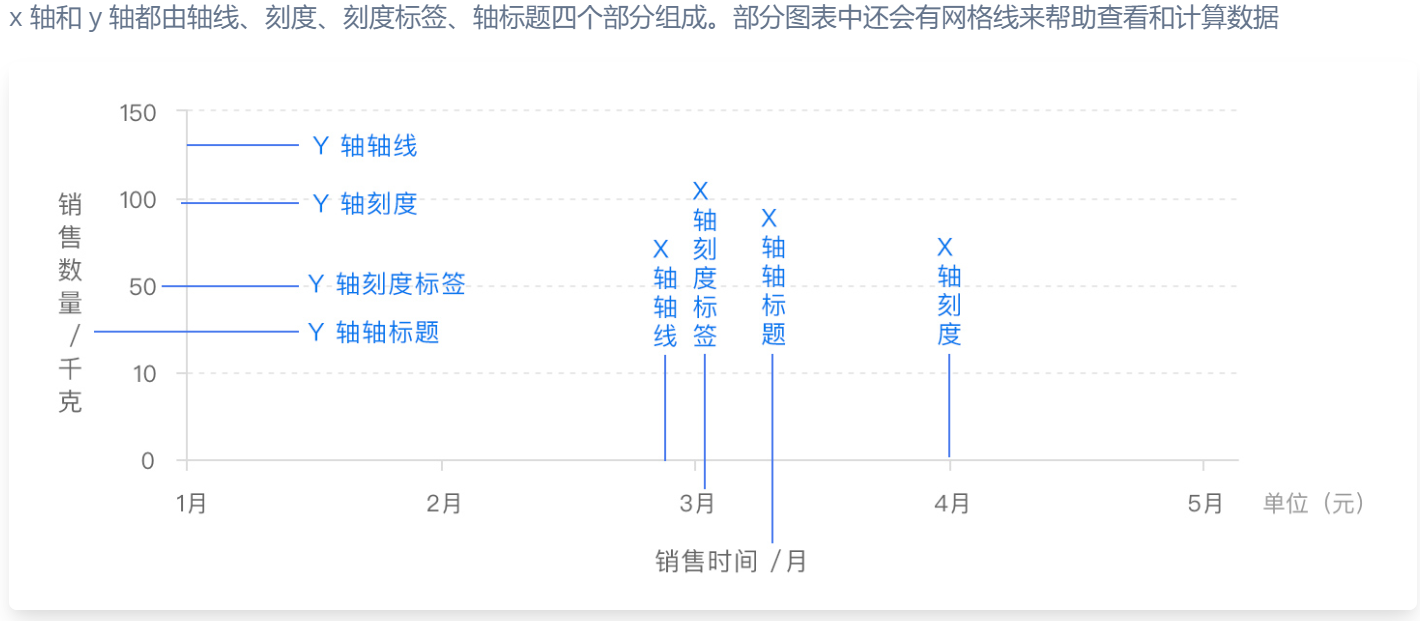 x 轴和 y 轴都由轴线、刻度、刻度标签、轴标题四个部分组成。部分图表中还会有网格线来帮助查看和计算数据
150
Y 轴轴线
100
Y 轴刻度
50
Y 轴刻度标签
Y 轴轴标题
10
0
销售数量/千克
X轴轴线
X轴刻度标签
X轴轴标题
X轴刻度
1月
2月
3月
4月
5月
单位（元）
销售时间 /月